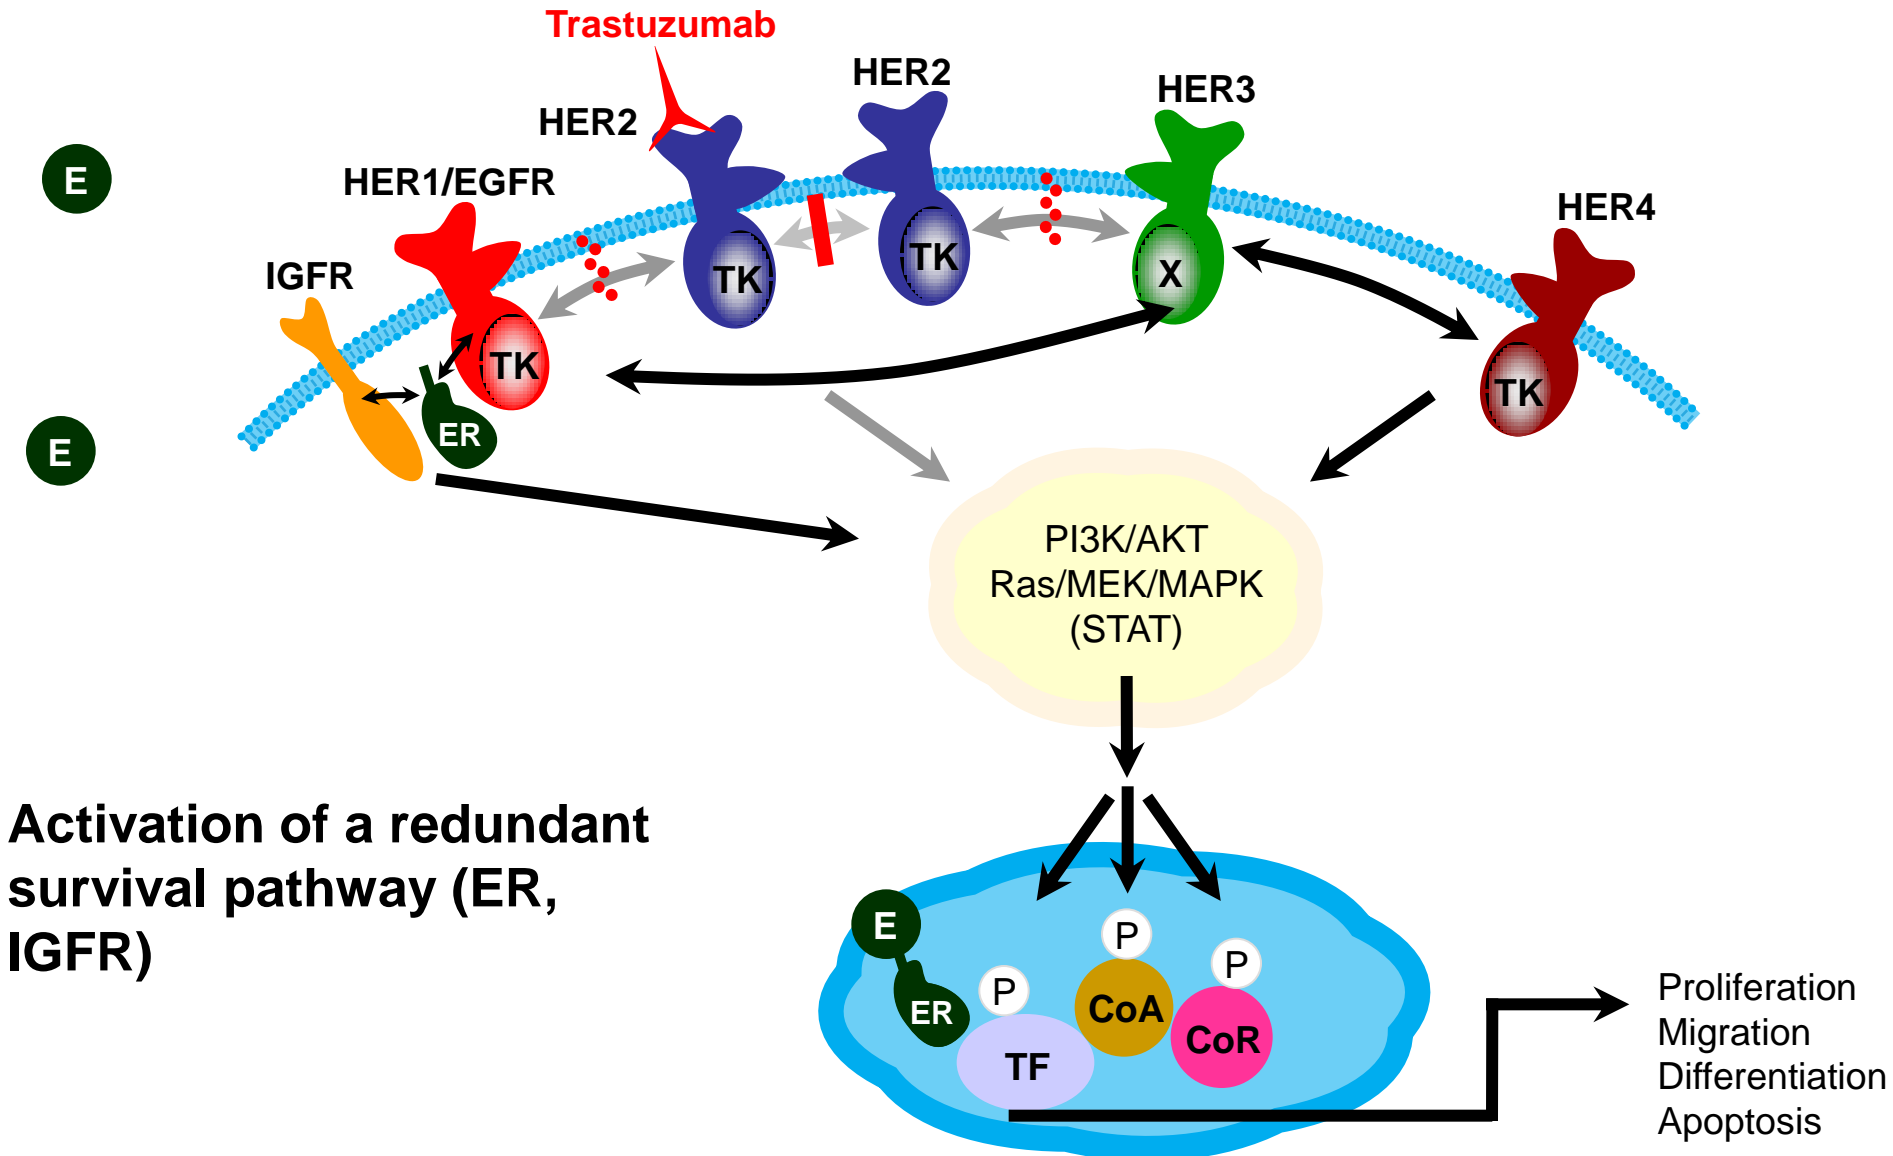 Trastuzumab
HER2
HER2
HER3
HER1/EGFR
HER4
IGFR
E
E
TK
TK
X
TK
TK
ER
PI3K/AKT
Ras/MEK/MAPK
(STAT)
Activation of a redundant
survival pathway (ER,
IGFR)
E
ER
P
P
P
TF
CoA
CoR
Proliferation
Migration
Differentiation
Apoptosis